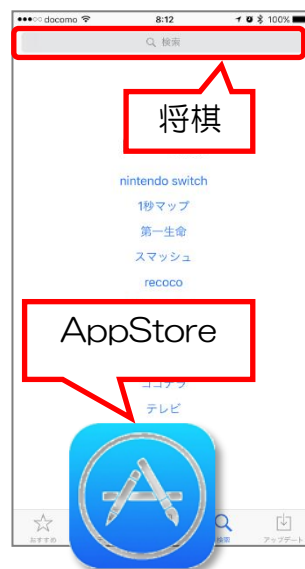 docomo 8:12 100%
検索
将棋
nintendo switch
1秒マップ
第一生命
スマッシュ
recoco
AppStore
ココナラ
テレビ
おすすめ 検索 アップデート